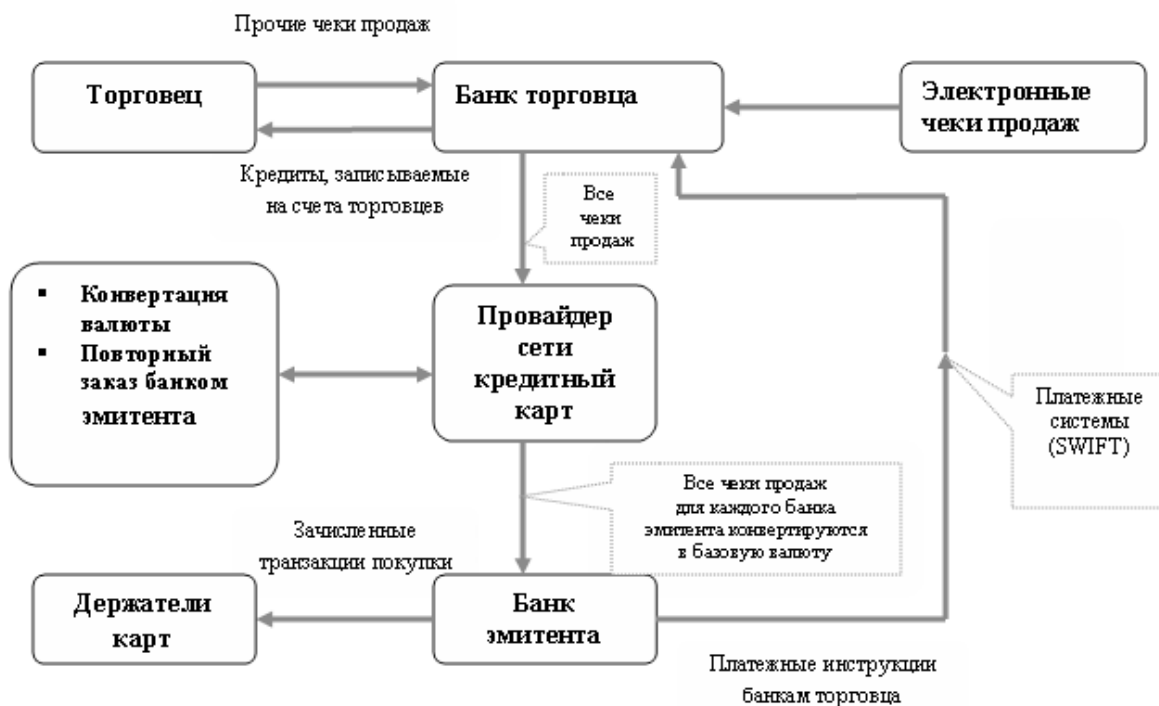 Прочие чеки продаж
Торговец
Банк торговца
Электронные
чеки продаж
Кредиты, записываемые
на счета торговцев
Все
чеки
продаж
▪ Конвертация
валюты
▪ Повторный
заказ банком
эмитента
Провайдер
сети
кредитный
карт
Платежные
системы
(SWIFT)
Все чеки продаж
для каждого банка
эмитента конвертируются
в базовую валюту
Зачисленные
транзакции покупки
Держатели
карт
Банк
эмитента
Платежные инструкции
банкам торговца